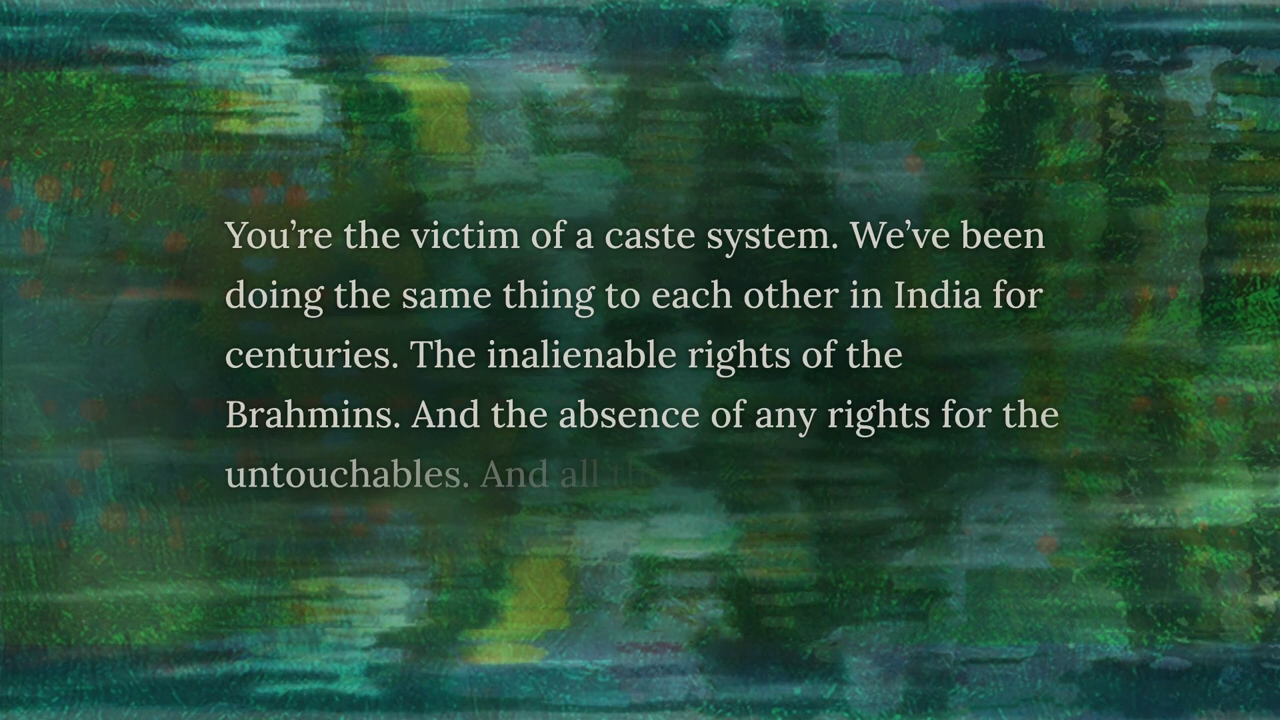 You’re the victim of a caste system. We’ve been
doing the same thing to each other in India for
centuries. The inalienable rights of the
Brahmins. And the absence of any rights for the
untouchables. And all